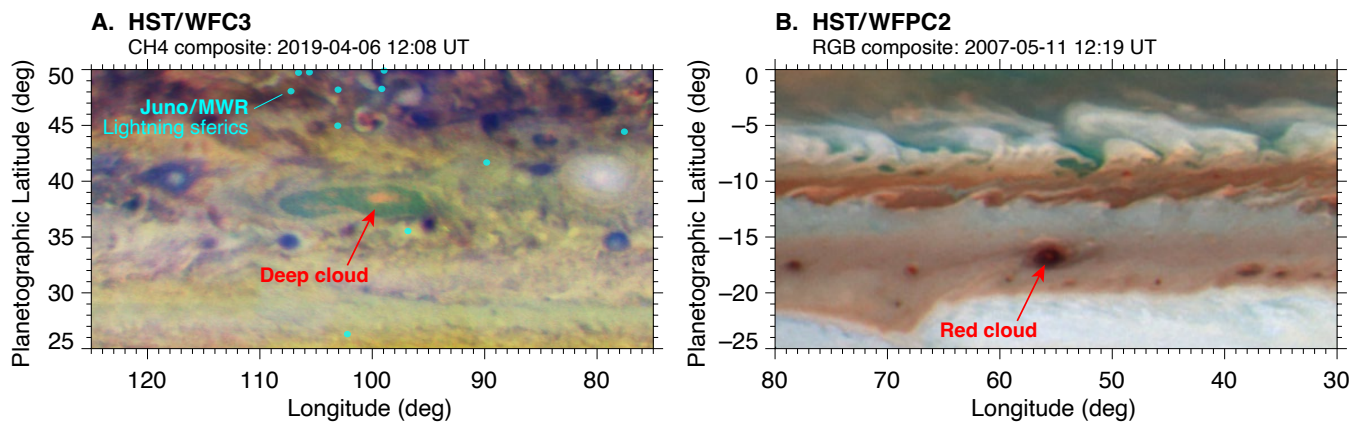 A. HST/WFC3
CH4 composite: 2019-04-06 12:08 UT
Planetographic Latitude (deg)
50
45
40
35
30
25
Juno/MWR
Lightning sferics
Deep cloud
120 110 100 90 80
Longitude (deg)
B. HST/WFPC2
RGB composite: 2007-05-11 12:19 UT
Planetographic Latitude (deg)
0
−5
−10
−15
−20
−25
Red cloud
80 70 60 50 40 30
Longitude (deg)